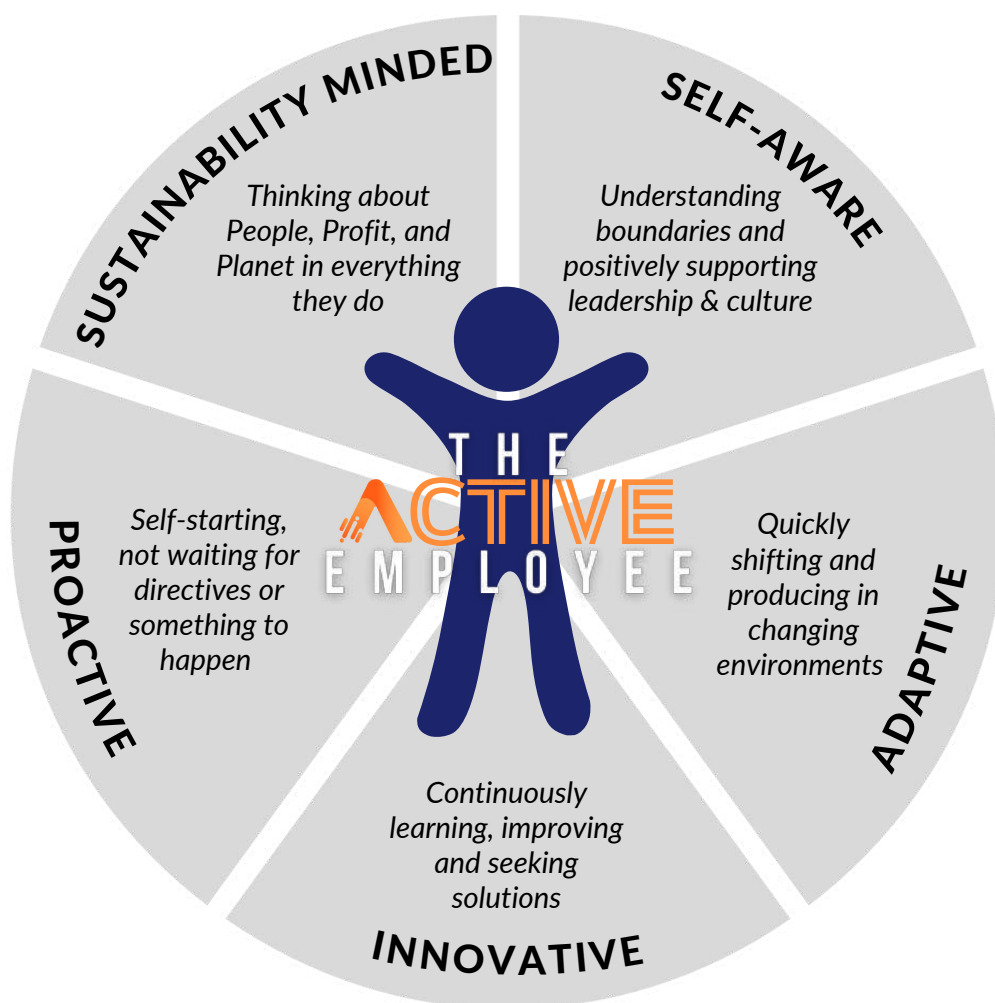 SUSTAINABILITY MINDED
Thinking about
People, Profit, and
Planet in everything
they do
SELF-AWARE
Understanding
boundaries and
positively supporting
leadership & culture
THE
ACTIVE
EMPLOYEE
PROACTIVE
Self-starting,
not waiting for
directives or
something to
happen
ADAPTIVE
Quickly
shifting and
producing in
changing
environments
Continuously
learning, improving
and seeking
solutions
INNOVATIVE